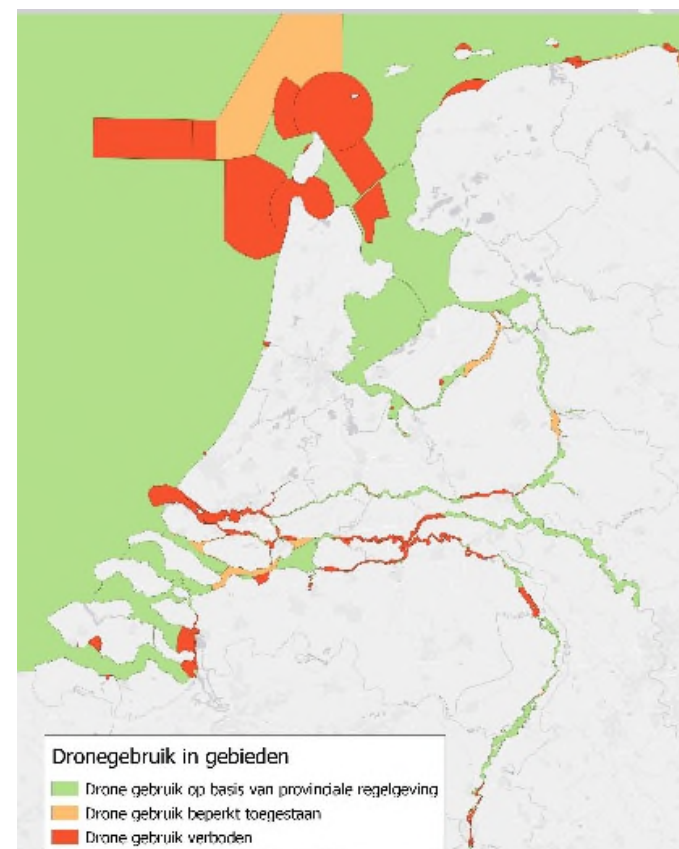 Dronegebruik in gebieden
Drone gebruik op basis van provinciale regelgeving
Drone gebruik beperkt toegestaan
Drone gebruik verboden